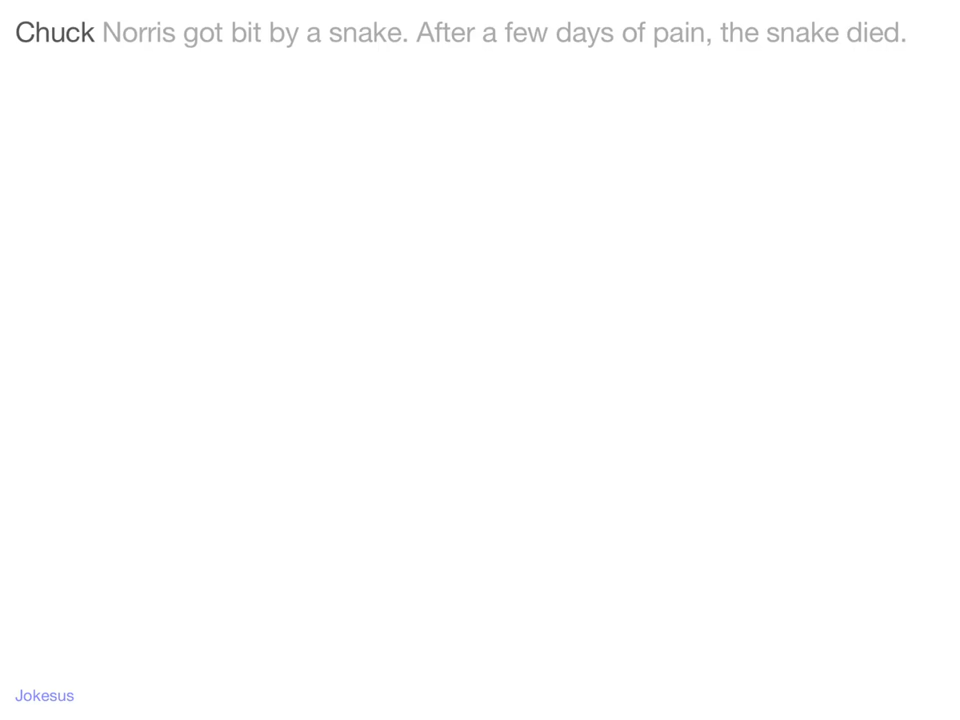 Chuck Norris got bit by a snake. After a few days of pain, the snake died.
Jokesus